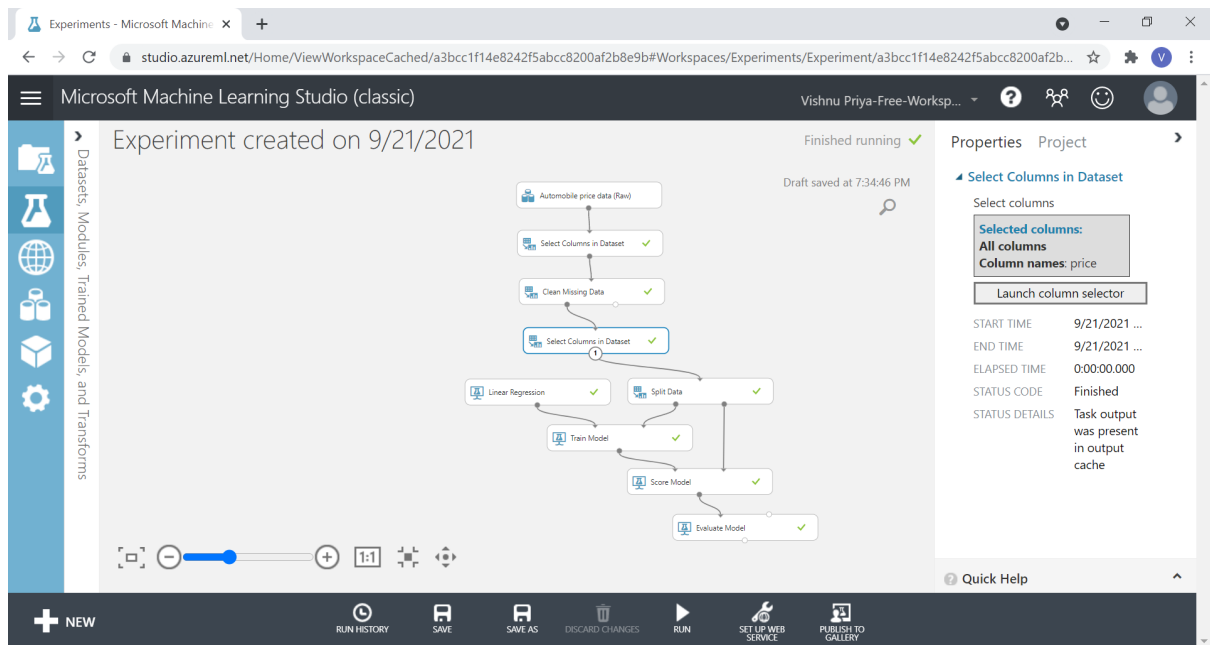 Experiments - Microsoft Machine
studio.azureml.net/Home/ViewWorkspaceCached/a3bcc1f14e8242f5abcc8200af2b8e9b#Workspaces/Experiments/Experiment/a3bcc1f14e8242f5abcc8200af2b...
V
Microsoft Machine Learning Studio (classic)
Vishnu Priya-Free-Worksp...
Datasets, Modules, Trained Models, and Transforms
Experiment created on 9/21/2021
Finished running
Draft saved at 7:34:46 PM
Automobile price data (Raw)
Select Columns in Dataset
Clean Missing Data
Select Columns in Dataset
1
Linear Regression
Split Data
Train Model
Score Model
Evaluate Model
1:1
Properties Project
Select Columns in Dataset
Select columns
Selected columns:
All columns
Column names: price
Launch column selector
START TIME 9/21/2021 ...
END TIME 9/21/2021 ...
ELAPSED TIME 0:00:00.000
STATUS CODE Finished
STATUS DETAILS Task output
was present
in output
cache
Quick Help
NEW
RUN HISTORY
SAVE
SAVE AS
DISCARD CHANGES
RUN
SET UP WEB
SERVICE
PUBLISH TO
GALLERY